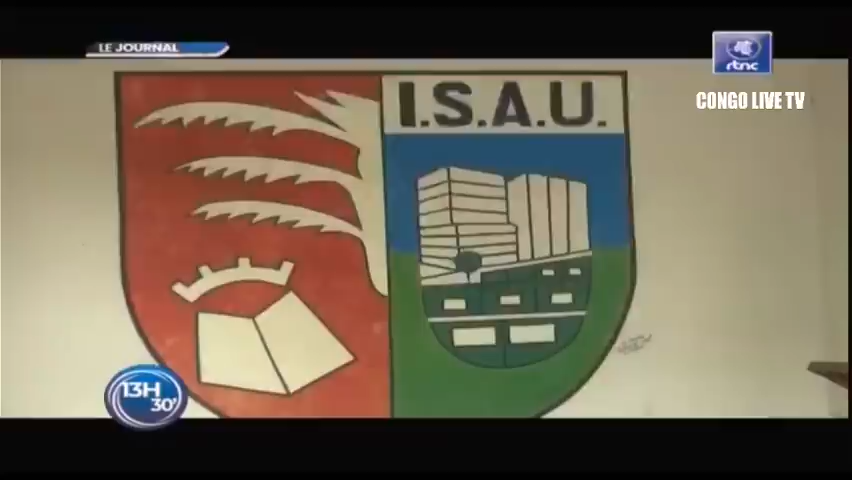 LE JOURNAL
rtnc
CONGO LIVE TV
I.S.A.U.
13H
30'